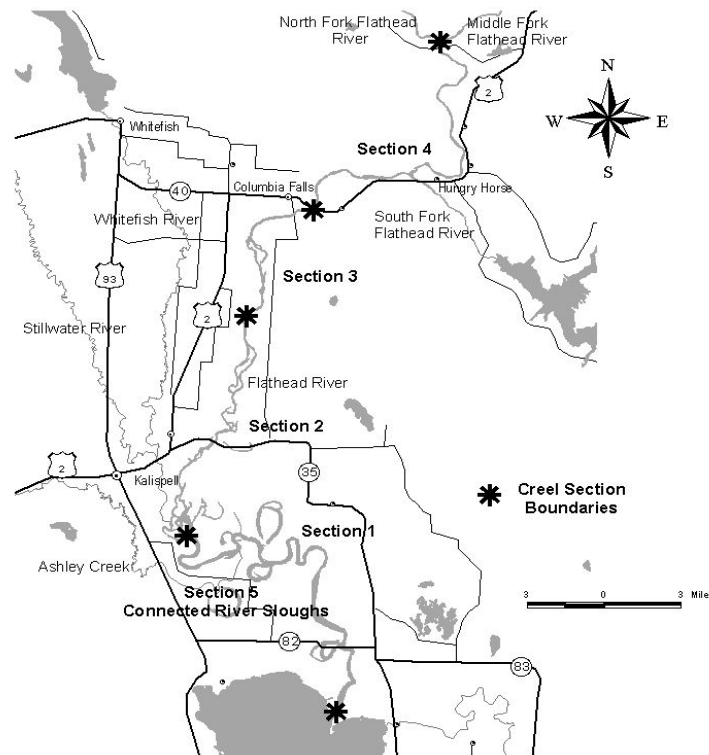 North Fork Flathead
River
Middle Fork
Flathead River
N
W
E
S
2
Whitefish
Section 4
40
Columbia Falls
Hungry Horse
Whitefish River
South Fork
Flathead River
93
Section 3
2
Stillwater River
Flathead River
Section 2
2
Kalispell
35
Creel Section
Boundaries
Section 1
Ashley Creek
Section 5
Connected River Sloughs
3
0
3
Mile
82
83